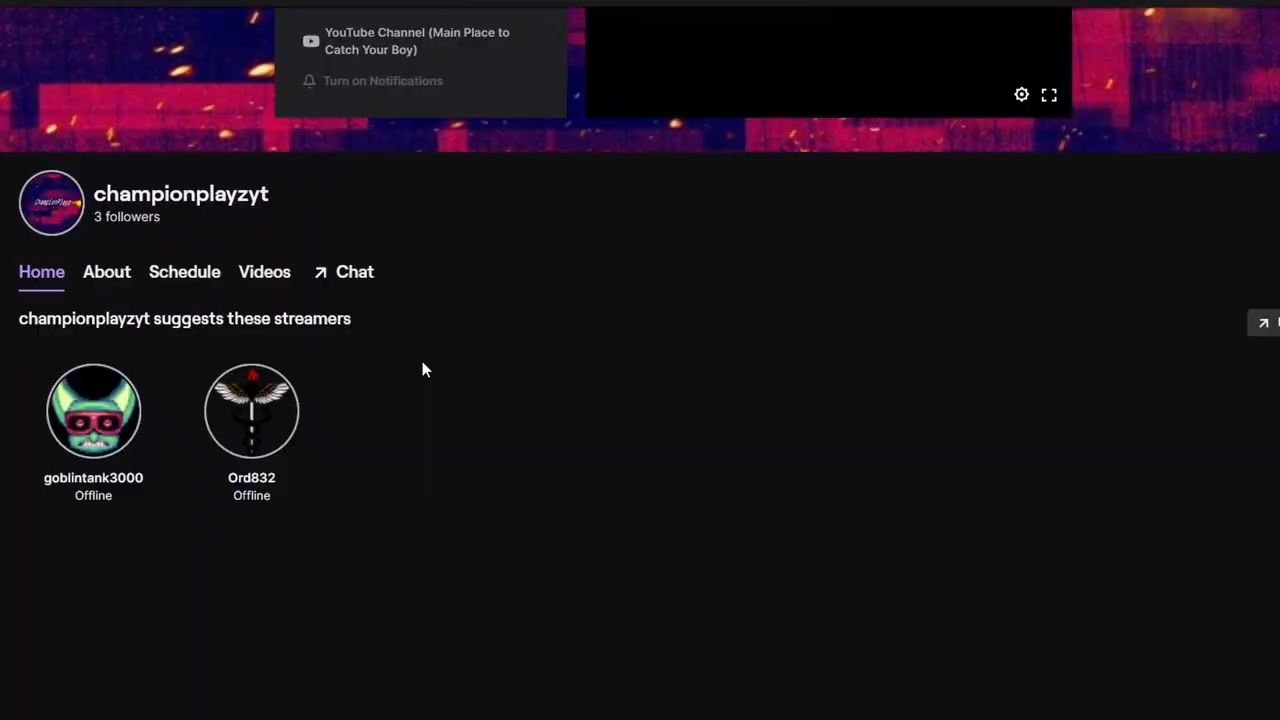 YouTube Channel (Main Place to
Catch Your Boy)
Turn on Notifications
championplayzyt
3 followers
Home About Schedule Videos Chat
championplayzyt suggests these streamers
goblintank3000 Ord832
Offline Offline